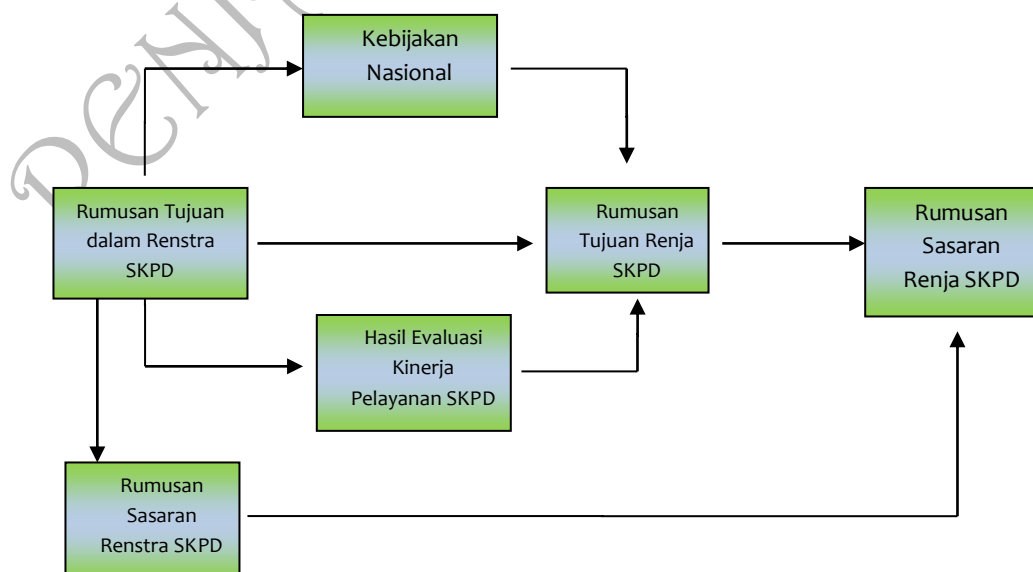 Kebijakan
Nasional
Rumusan Tujuan
dalam Renstra
SKPD
Rumusan
Tujuan Renja
SKPD
Rumusan
Sasaran
Renja SKPD
Hasil Evaluasi
Kinerja
Pelayanan SKPD
Rumusan
Sasaran
Renstra SKPD